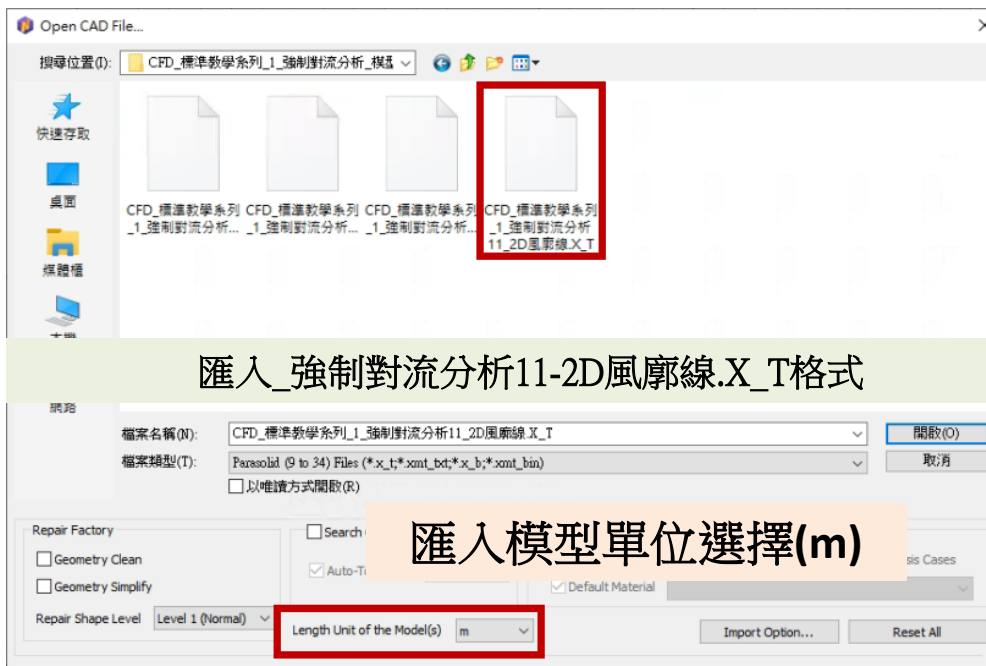 Open CAD File...
搜尋位置(I):
CFD_標準教學系列_1_強制對流分析_模型
快速存取
桌面
媒體櫃
CFD_標準教學系列
_1_強制對流分析...
CFD_標準教學系列
_1_強制對流分析...
CFD_標準教學系列
_1_強制對流分析...
CFD_標準教學系列
_1_強制對流分析
11_2D風廓線.X_T
匯入_強制對流分析11-2D風廓線.X_T格式
網路
檔案名稱(N):
CFD_標準教學系列_1_強制對流分析11_2D風廓線.X_T
開啟(O)
檔案類型(T):
Parasolid (9 to 34) Files (*.x_t;*.xmt_txt;*.x_b;*.xmt_bin)
取消
以唯讀方式開啟(R)
匯入模型單位選擇(m)
Repair Factory
Search
Geometry Clean
Auto-T
sis Cases
Geometry Simplify
Default Material
Repair Shape Level
Level 1 (Normal)
Length Unit of the Model(s)
m
Import Option...
Reset All